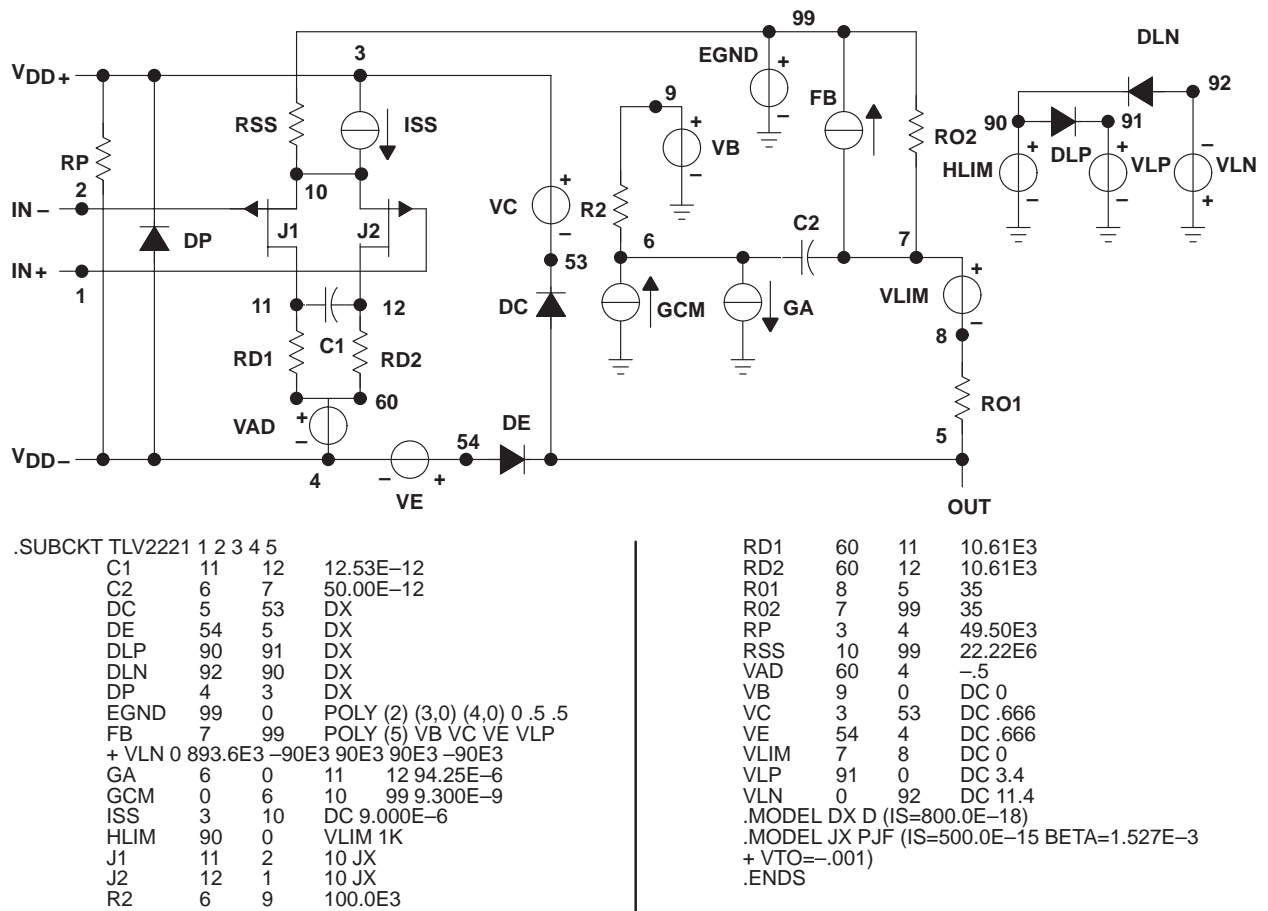 99
DLN
3
VDD+
EGND
+
FB
9
92
RSS
ISS
+
VB
RO2
90
91
DLP
RP
2
10
HLIM
+
VLP
+
VLN
-
IN−
J1
J2
VC
+
R2
C2
DP
6
7
IN+
1
53
VLIM
+
11
12
DC
GCM
GA
8
C1
RD1
RD2
RO1
60
VAD
+
DE
5
VDD−
54
4
− +
VE
OUT
.SUBCKT TLV2221 1 2 3 4 5
C1 11 12 12.53E−12
C2 6 7 50.00E−12
DC 5 53 DX
DE 54 5 DX
DLP 90 91 DX
DLN 92 90 DX
DP 4 3 DX
EGND 99 0 POLY (2) (3,0) (4,0) 0 .5 .5
FB 7 99 POLY (5) VB VC VE VLP
+ VLN 0 893.6E3 −90E3 90E3 90E3 −90E3
GA 6 0 11 12 94.25E−6
GCM 0 6 10 99 9.300E−9
ISS 3 10 DC 9.000E−6
HLIM 90 0 VLIM 1K
J1 11 2 10 JX
J2 12 1 10 JX
R2 6 9 100.0E3
RD1 60 11 10.61E3
RD2 60 12 10.61E3
R01 8 5 35
R02 7 99 35
RP 3 4 49.50E3
RSS 10 99 22.22E6
VAD 60 4 −.5
VB 9 0 DC 0
VC 3 53 DC .666
VE 54 4 DC .666
VLIM 7 8 DC 0
VLP 91 0 DC 3.4
VLN 0 92 DC 11.4
.MODEL DX D (IS=800.0E−18)
.MODEL JX PJF (IS=500.0E−15 BETA=1.527E−3
+ VTO=−.001)
.ENDS